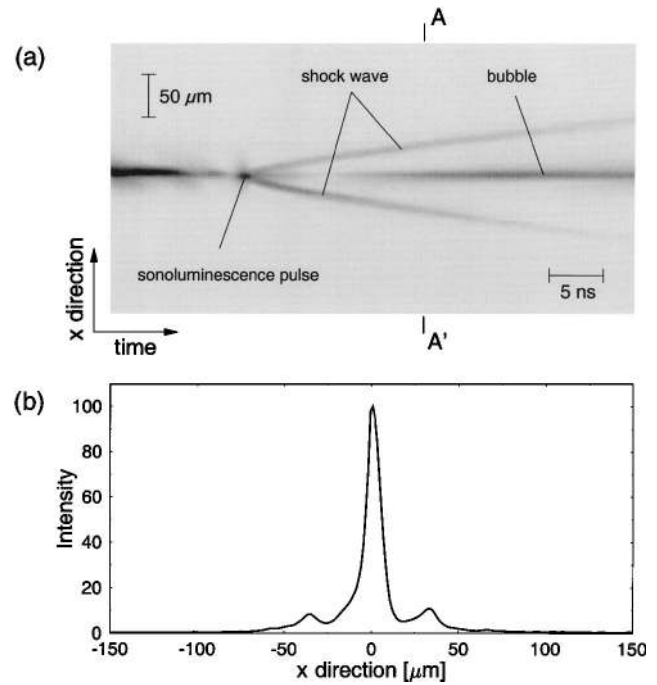 A
(a)
shock wave
bubble
50 μm
sonoluminescence pulse
5 ns
x direction
time
A'
(b)
100
80
60
40
20
0
Intensity
-150 -100 -50 0 50 100 150
x direction [μm]